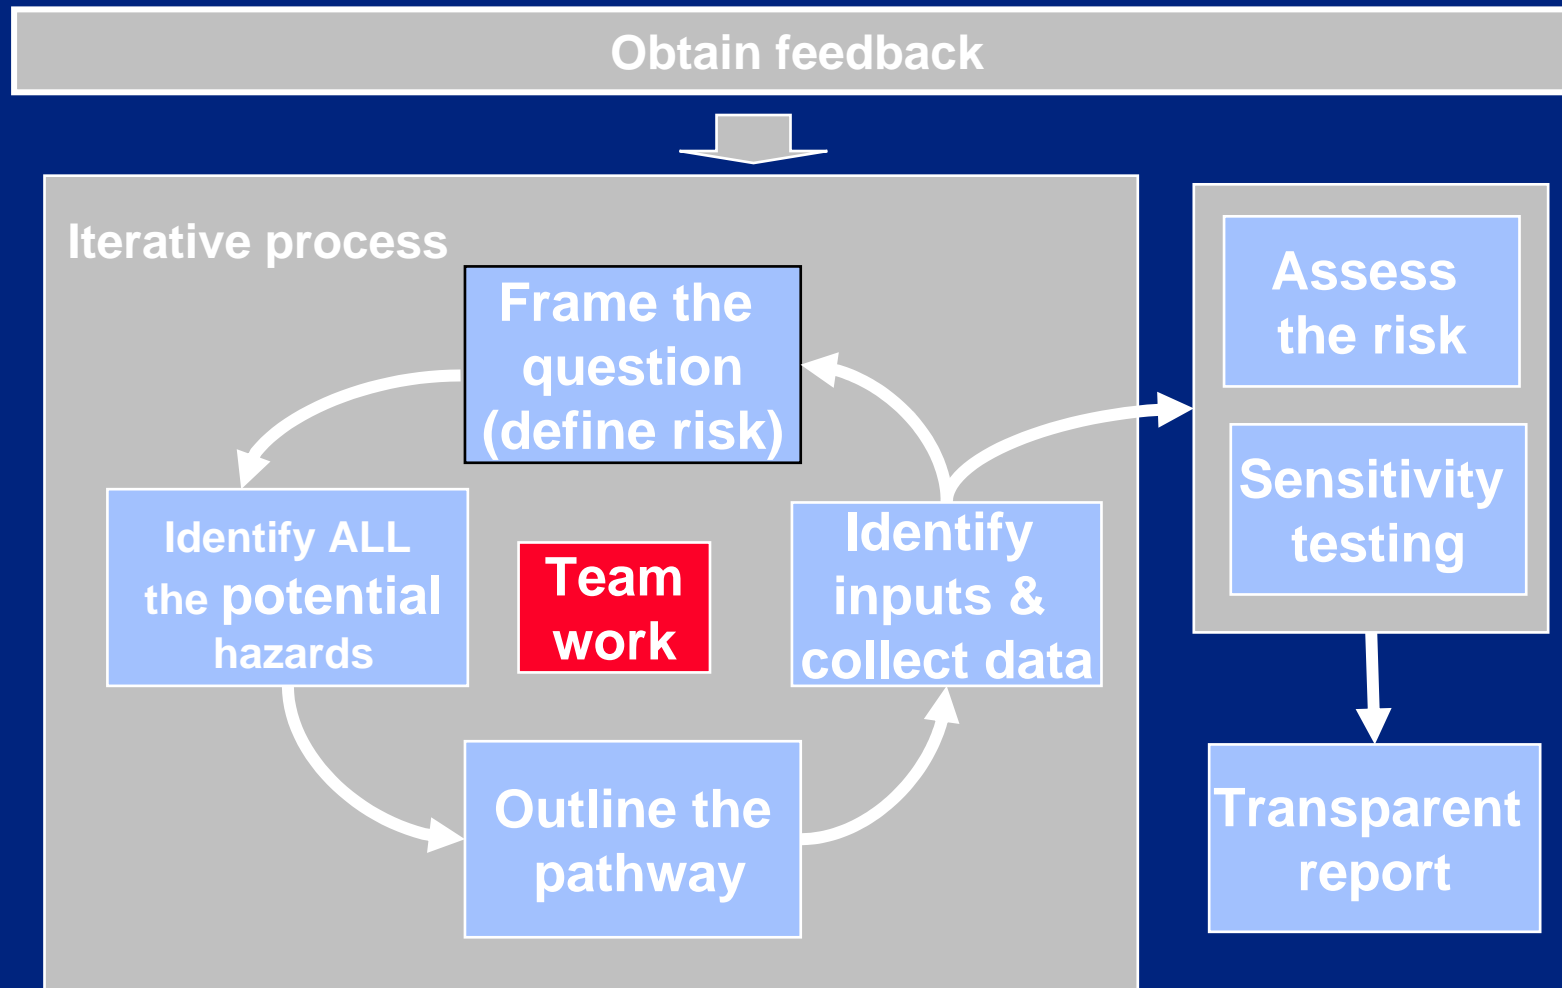 Obtain feedback
Iterative process
Frame the
question
(define risk)
Identify ALL
the potential
hazards
Team
work
Identify
inputs &
collect data
Outline the
pathway
Assess
the risk
Sensitivity
testing
Transparent
report